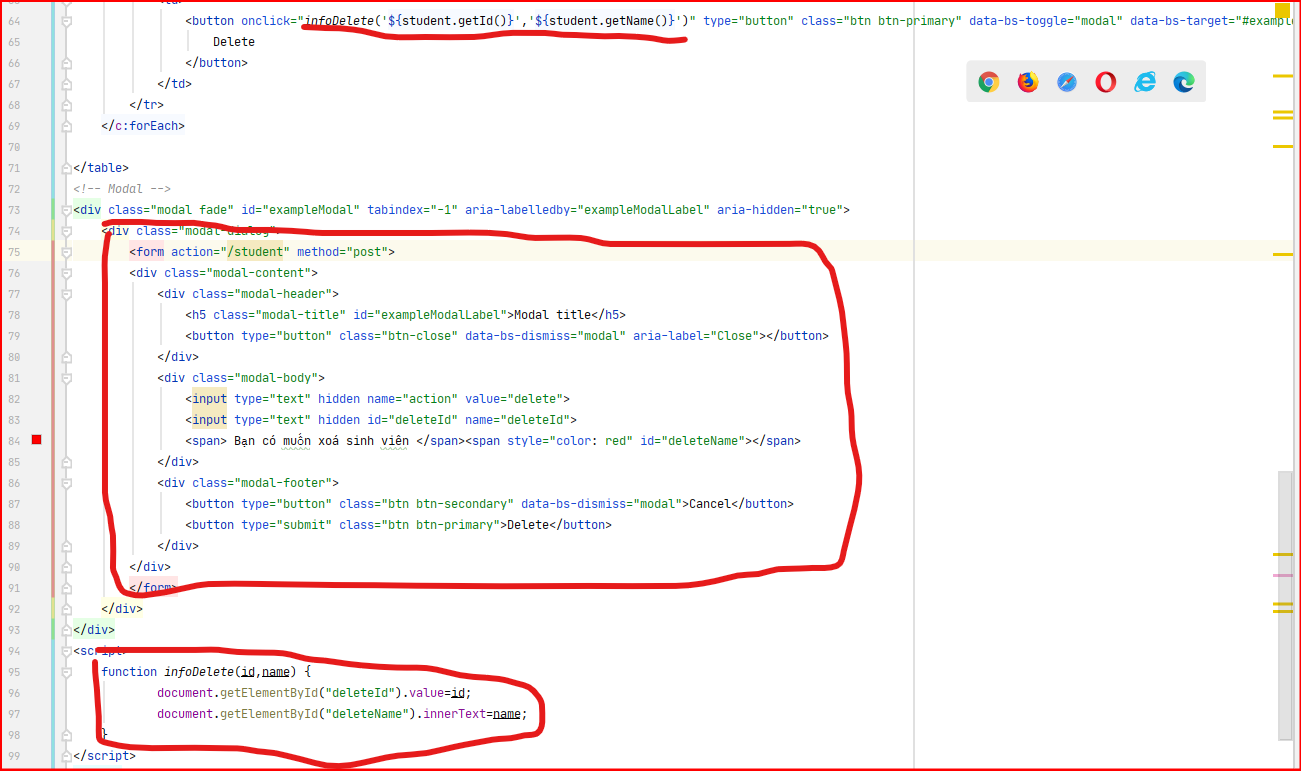 64 <button onclick="infoDelete('${student.getId()}','${student.getName()}')" type="button" class="btn btn-primary" data-bs-toggle="modal" data-bs-target="#exampl
65 Delete
66 </button>
67 </td>
68 </tr>
69 </c:forEach>
70
71 </table>
72 <!-- Modal -->
73 <div class="modal fade" id="exampleModal" tabindex="-1" aria-labelledby="exampleModalLabel" aria-hidden="true">
74 <div class="modal-dialog">
75 <form action="/student" method="post">
76 <div class="modal-content">
77 <div class="modal-header">
78 <h5 class="modal-title" id="exampleModalLabel">Modal title</h5>
79 <button type="button" class="btn-close" data-bs-dismiss="modal" aria-label="Close"></button>
80 </div>
81 <div class="modal-body">
82 <input type="text" hidden name="action" value="delete">
83 <input type="text" hidden id="deleteId" name="deleteId">
84 <span> Bạn có muốn xoá sinh viên </span><span style="color: red" id="deleteName"></span>
85 </div>
86 <div class="modal-footer">
87 <button type="button" class="btn btn-secondary" data-bs-dismiss="modal">Cancel</button>
88 <button type="submit" class="btn btn-primary">Delete</button>
89 </div>
90 </div>
91 </form>
92 </div>
93 </div>
94 <script>
95 function infoDelete(id,name) {
96 document.getElementById("deleteId").value=id;
97 document.getElementById("deleteName").innerText=name;
98 }
99 </script>